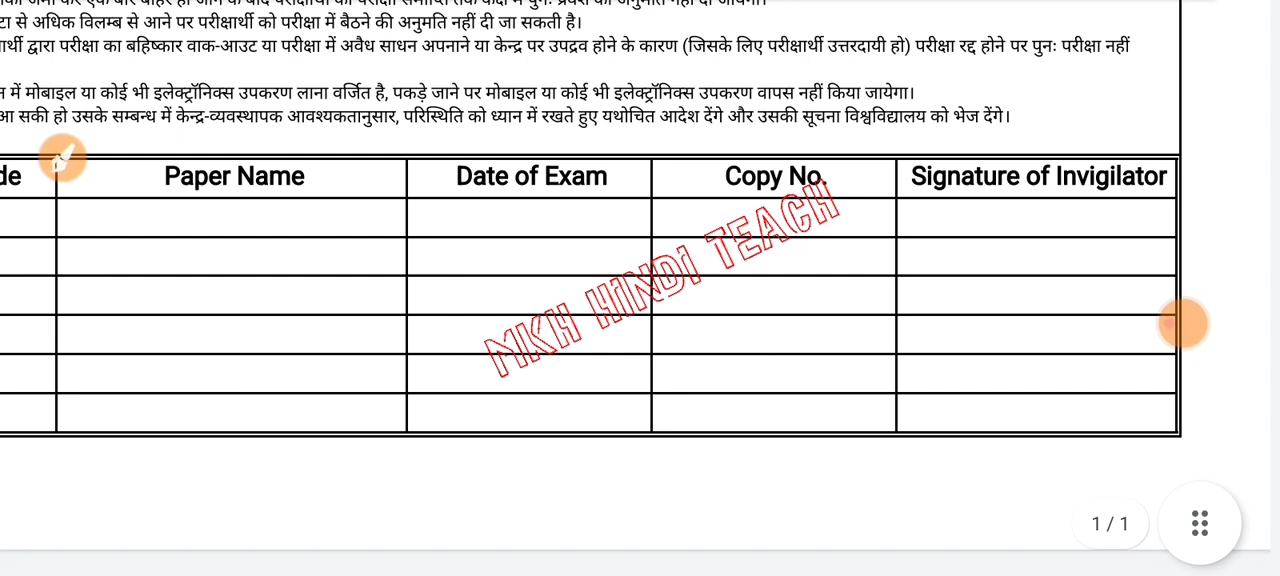 टा से अधिक विलम्ब से आने पर परीक्षार्थी को परीक्षा में बैठने की अनुमति नहीं दी जा सकती है।
ार्थी द्वारा परीक्षा का बहिष्कार वाक-आउट या परीक्षा में अवैध साधन अपनाने या केन्द्र पर उपद्रव होने के कारण (जिसके लिए परीक्षार्थी उत्तरदायी हो) परीक्षा रद्द होने पर पुनः परीक्षा नहीं
न में मोबाइल या कोई भी इलेक्ट्रॉनिक्स उपकरण लाना वर्जित है, पकड़े जाने पर मोबाइल या कोई भी इलेक्ट्रॉनिक्स उपकरण वापस नहीं किया जायेगा।
आ सकी हो उसके सम्बन्ध में केन्द्र-व्यवस्थापक आवश्यकतानुसार, परिस्थिति को ध्यान में रखते हुए यथोचित आदेश देंगे और उसकी सूचना विश्वविद्यालय को भेज देंगे।
de Paper Name Date of Exam Copy No. Signature of Invigilator
MKH HINDI TEACH
1 / 1